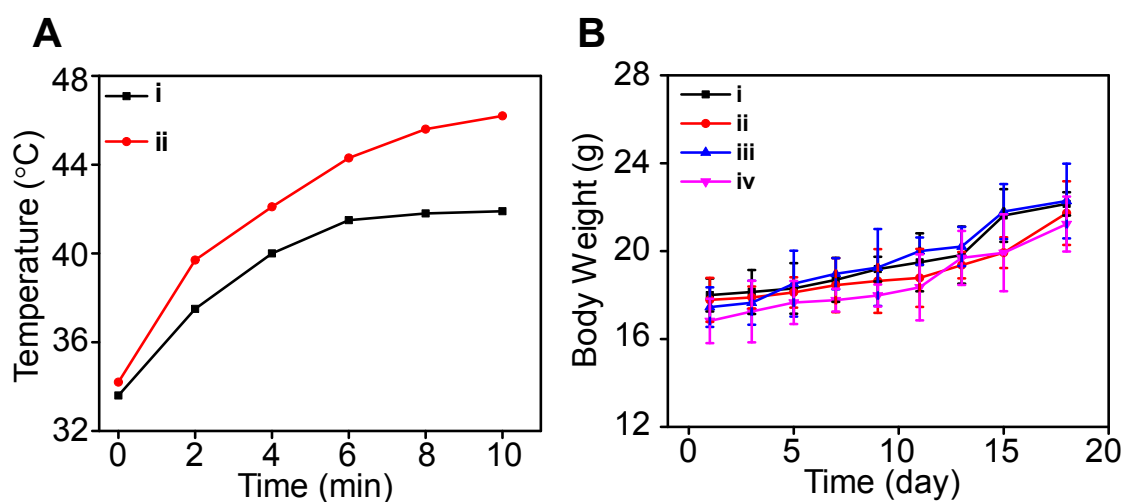 A
Temperature (°C)
48
44
40
36
32
i
ii
0 2 4 6 8 10
Time (min)
B
Body Weight (g)
28
24
20
16
12
i
ii
iii
iv
0 5 10 15 20
Time (day)